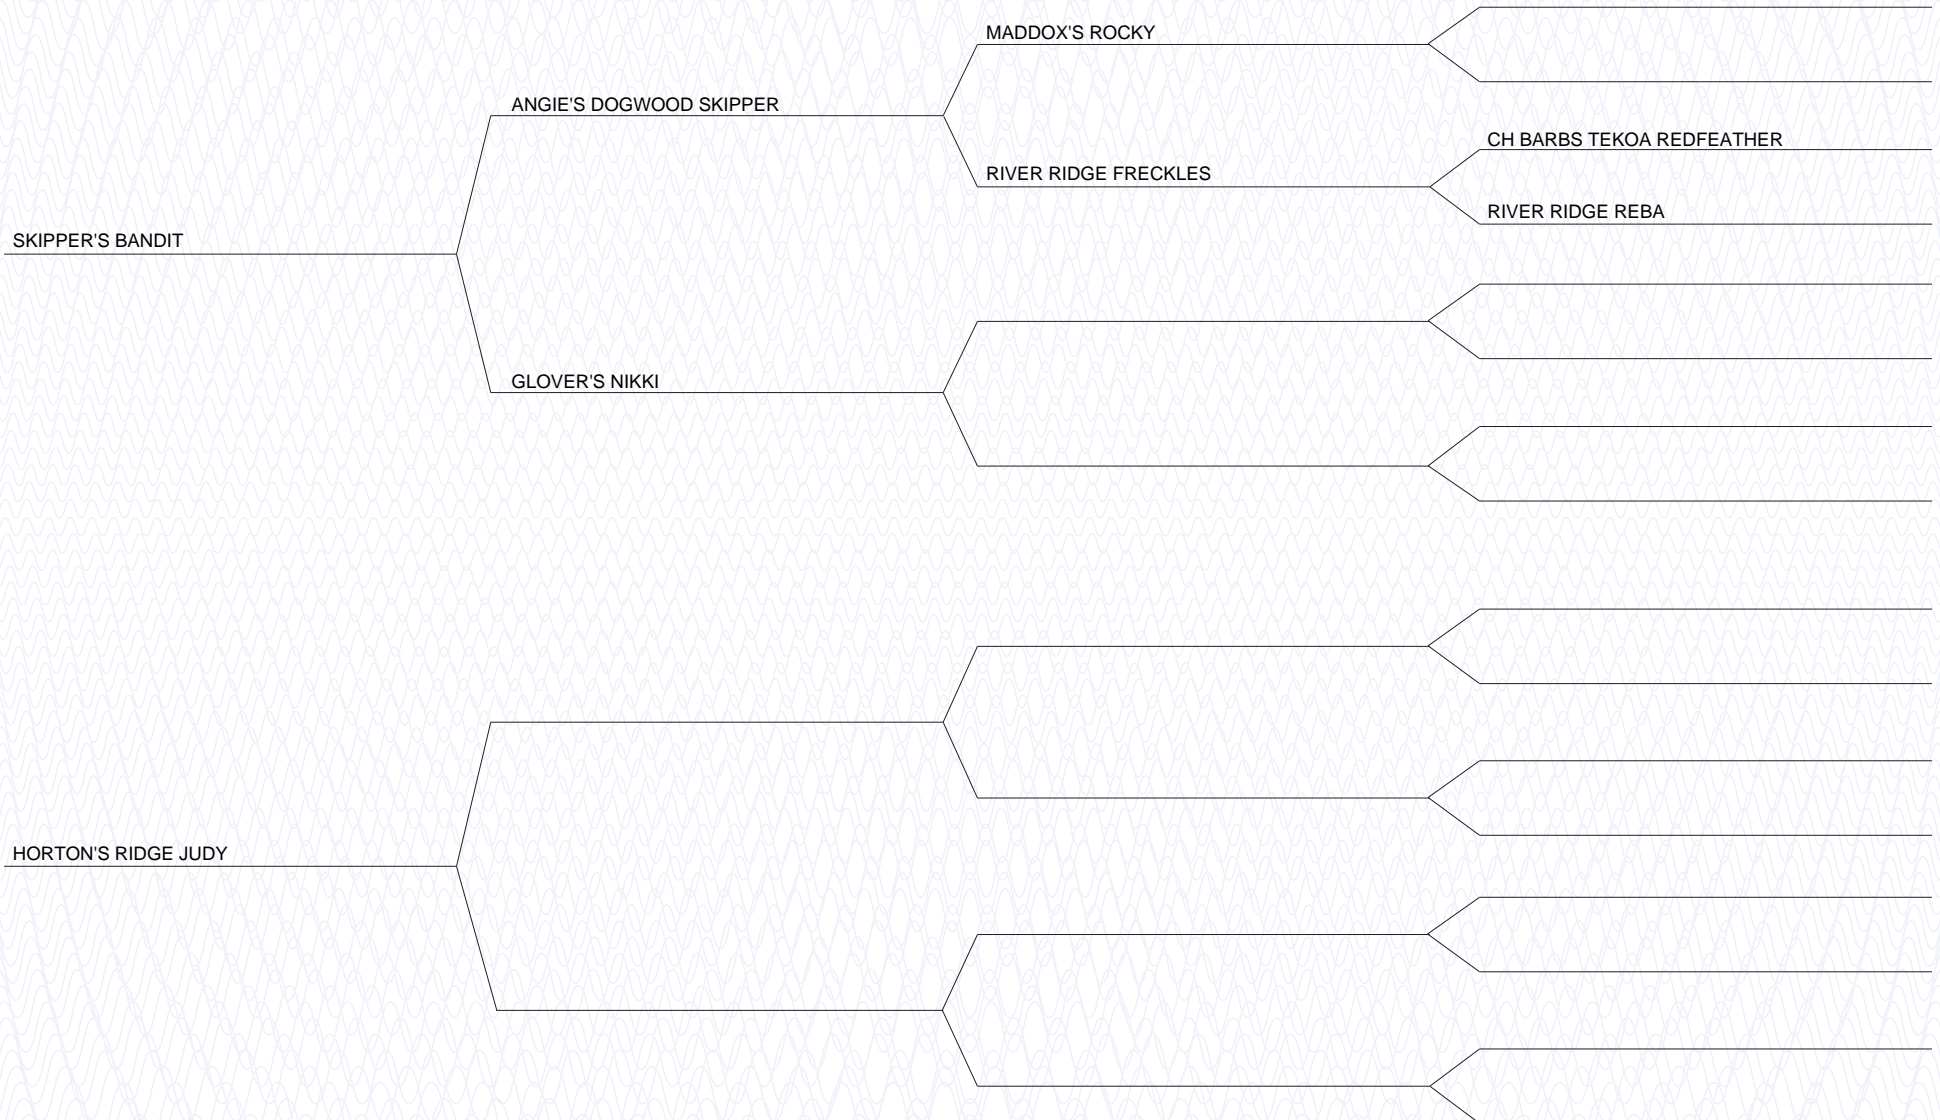 MADDOX'S ROCKY
ANGIE'S DOGWOOD SKIPPER
CH BARBS TEKOA REDFEATHER
RIVER RIDGE FRECKLES
RIVER RIDGE REBA
SKIPPER'S BANDIT
GLOVER'S NIKKI
HORTON'S RIDGE JUDY